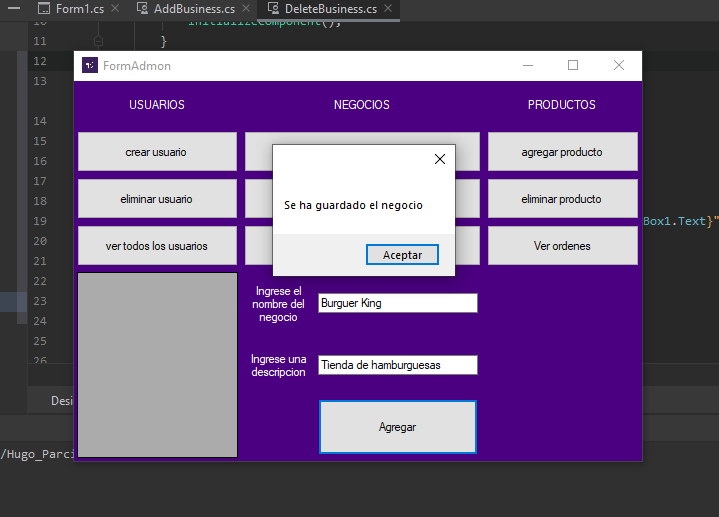 Form1.cs
AddBusiness.cs
DeleteBusiness.cs
10
InitializeComponent();
11
}
12
FormAdmon
13
USUARIOS
NEGOCIOS
PRODUCTOS
14
15
crear usuario
agregar producto
16
17
Se ha guardado el negocio
18
eliminar usuario
eliminar producto
19
Box1.Text}"
20
ver todos los usuarios
Ver ordenes
21
Aceptar
22
Ingrese el
nombre del
negocio
Burguer King
23
24
25
Ingrese una
descripcion
Tienda de hamburguesas
26
Desi
Agregar
/Hugo_Parci